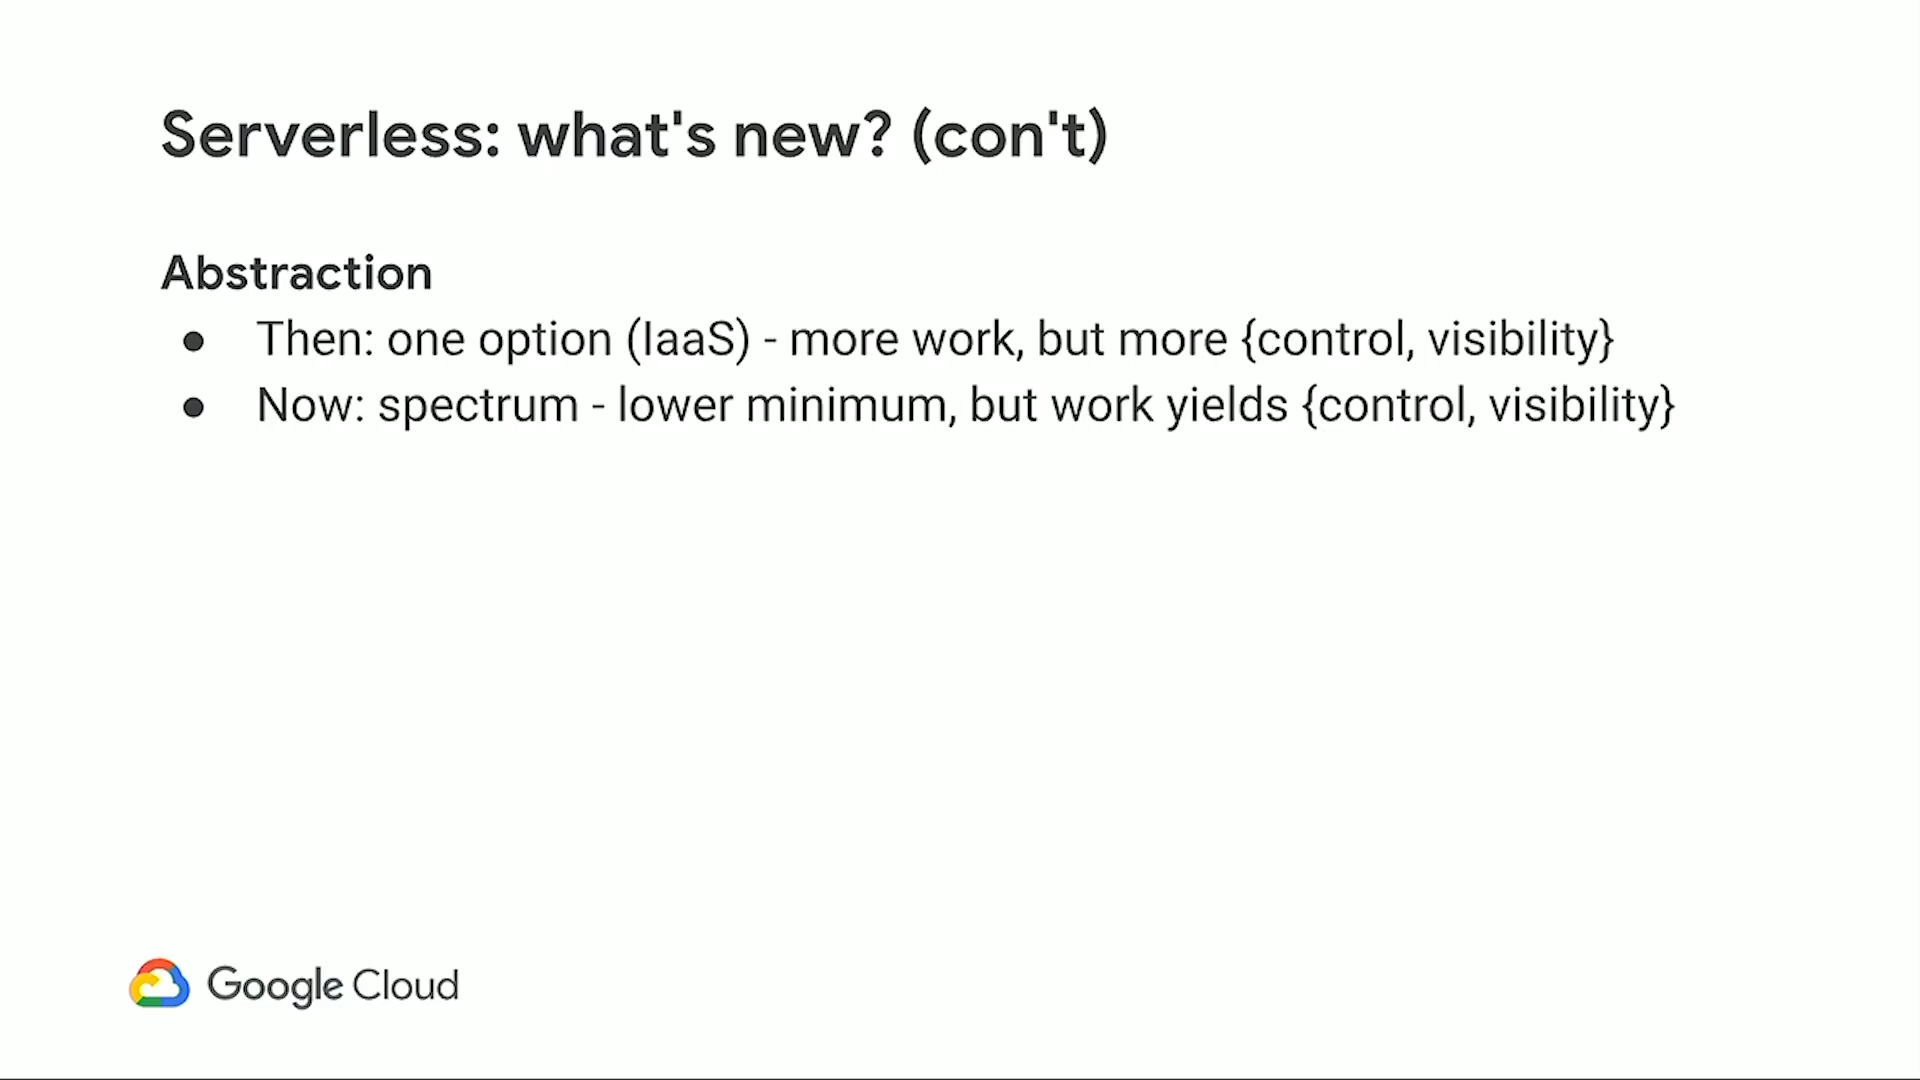 Serverless: what's new? (con't)
Abstraction
● Then: one option (IaaS) - more work, but more {control, visibility}
● Now: spectrum - lower minimum, but work yields {control, visibility}
Google Cloud